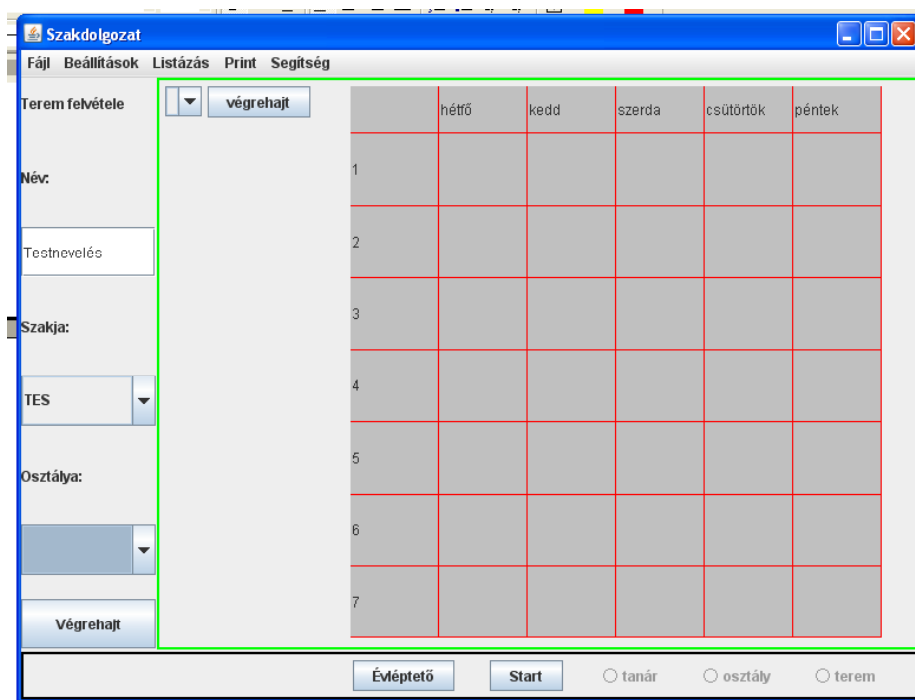 Szakdolgozat
Fájl Beállítások Listázás Print Segítség
Terem felvétele
Név:
Testnevelés
Szakja:
TES
Osztálya:
Végrehajt
végrehajt
hétfő kedd szerda csütörtök péntek
1
2
3
4
5
6
7
Évléptető Start tanár osztály terem